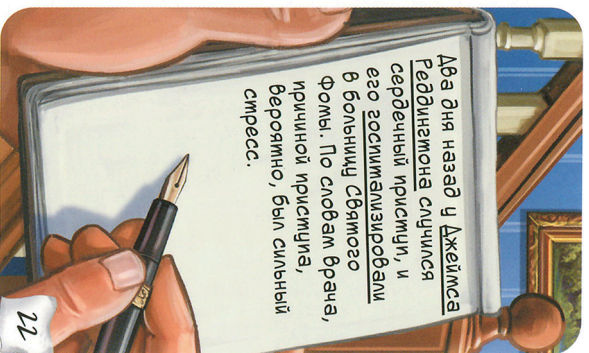 Два дня назад у Джеймса
Реддингтона случился
сердечный приступ, и
его госпитализировали
в больницу Святого
Фомы. По словам врача,
причиной приступа,
вероятно, был сильный
стресс.
22